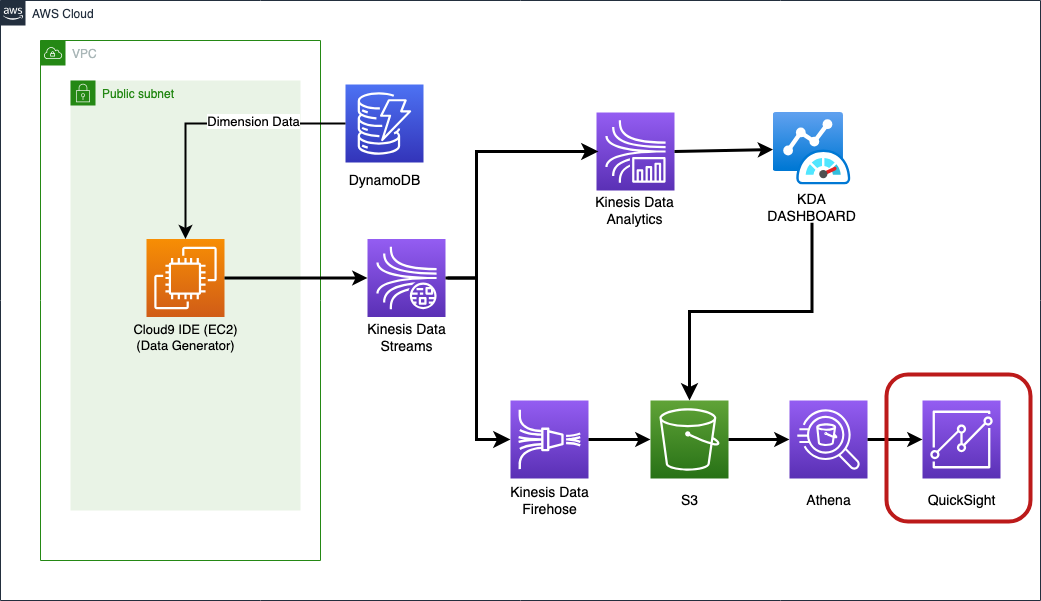 aws
AWS Cloud
VPC
Public subnet
Dimension Data
DynamoDB
Cloud9 IDE (EC2)
(Data Generator)
Kinesis Data
Streams
Kinesis Data
Analytics
KDA
DASHBOARD
Kinesis Data
Firehose
S3
Athena
QuickSight